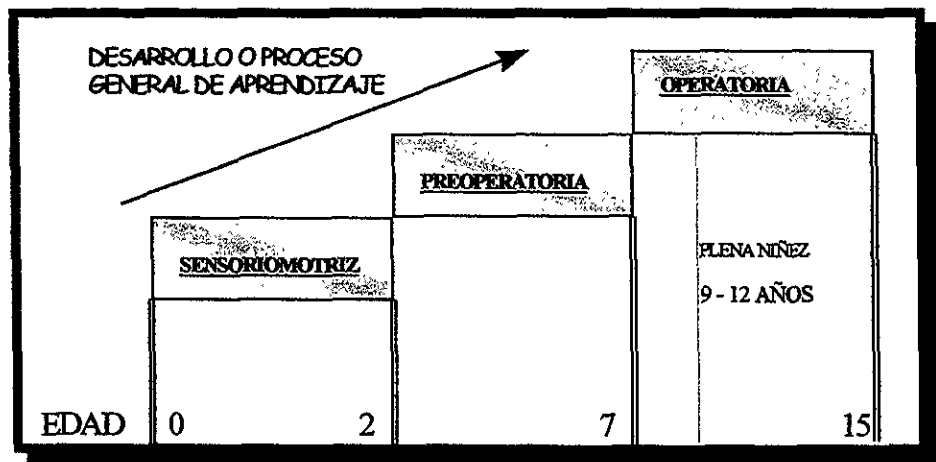 DESARROLLO O PROCESO
GENERAL DE APRENDIZAJE
OPERATORIA
PREOPERATORIA
SENSORIOMOTRIZ
PLENA NIÑEZ
9 - 12 AÑOS
EDAD 0 2 7 15